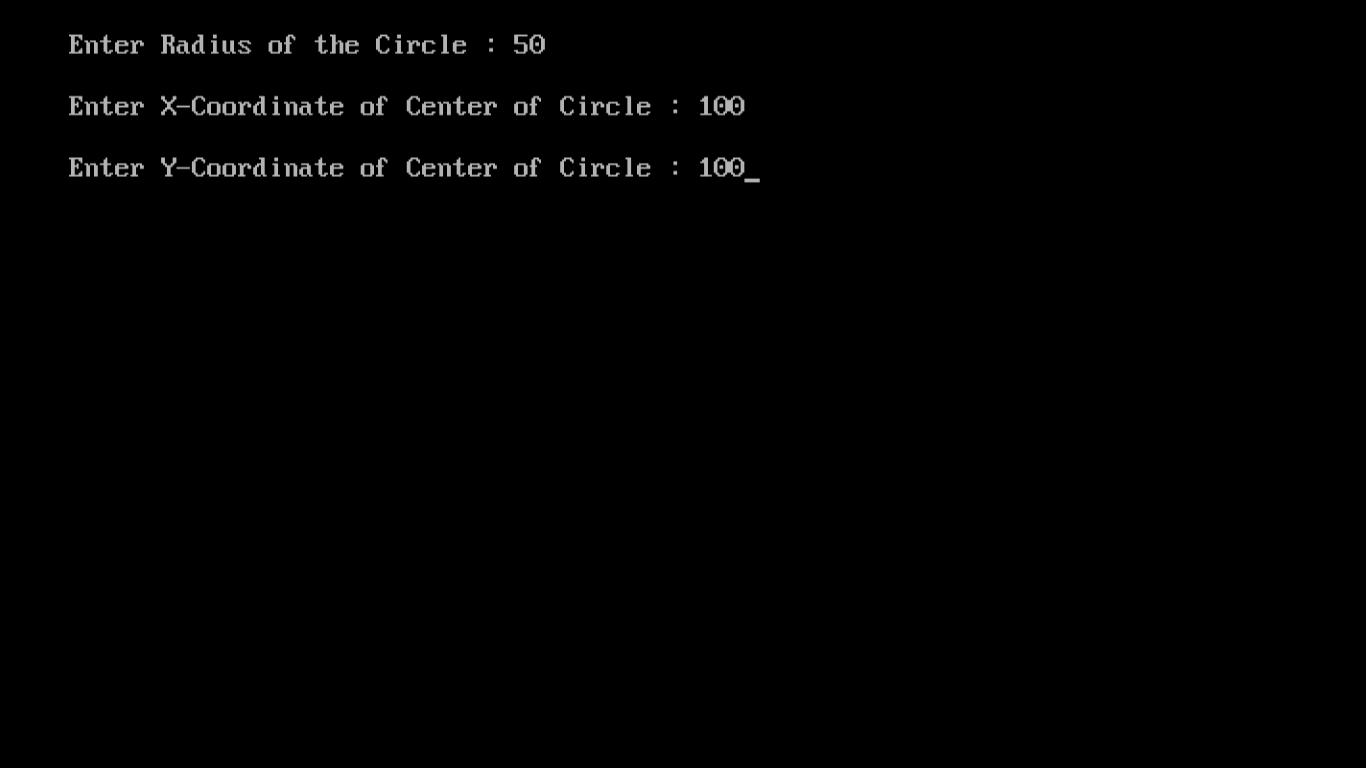 Enter Radius of the Circle : 50
Enter X-Coordinate of Center of Circle : 100
Enter Y-Coordinate of Center of Circle : 100_